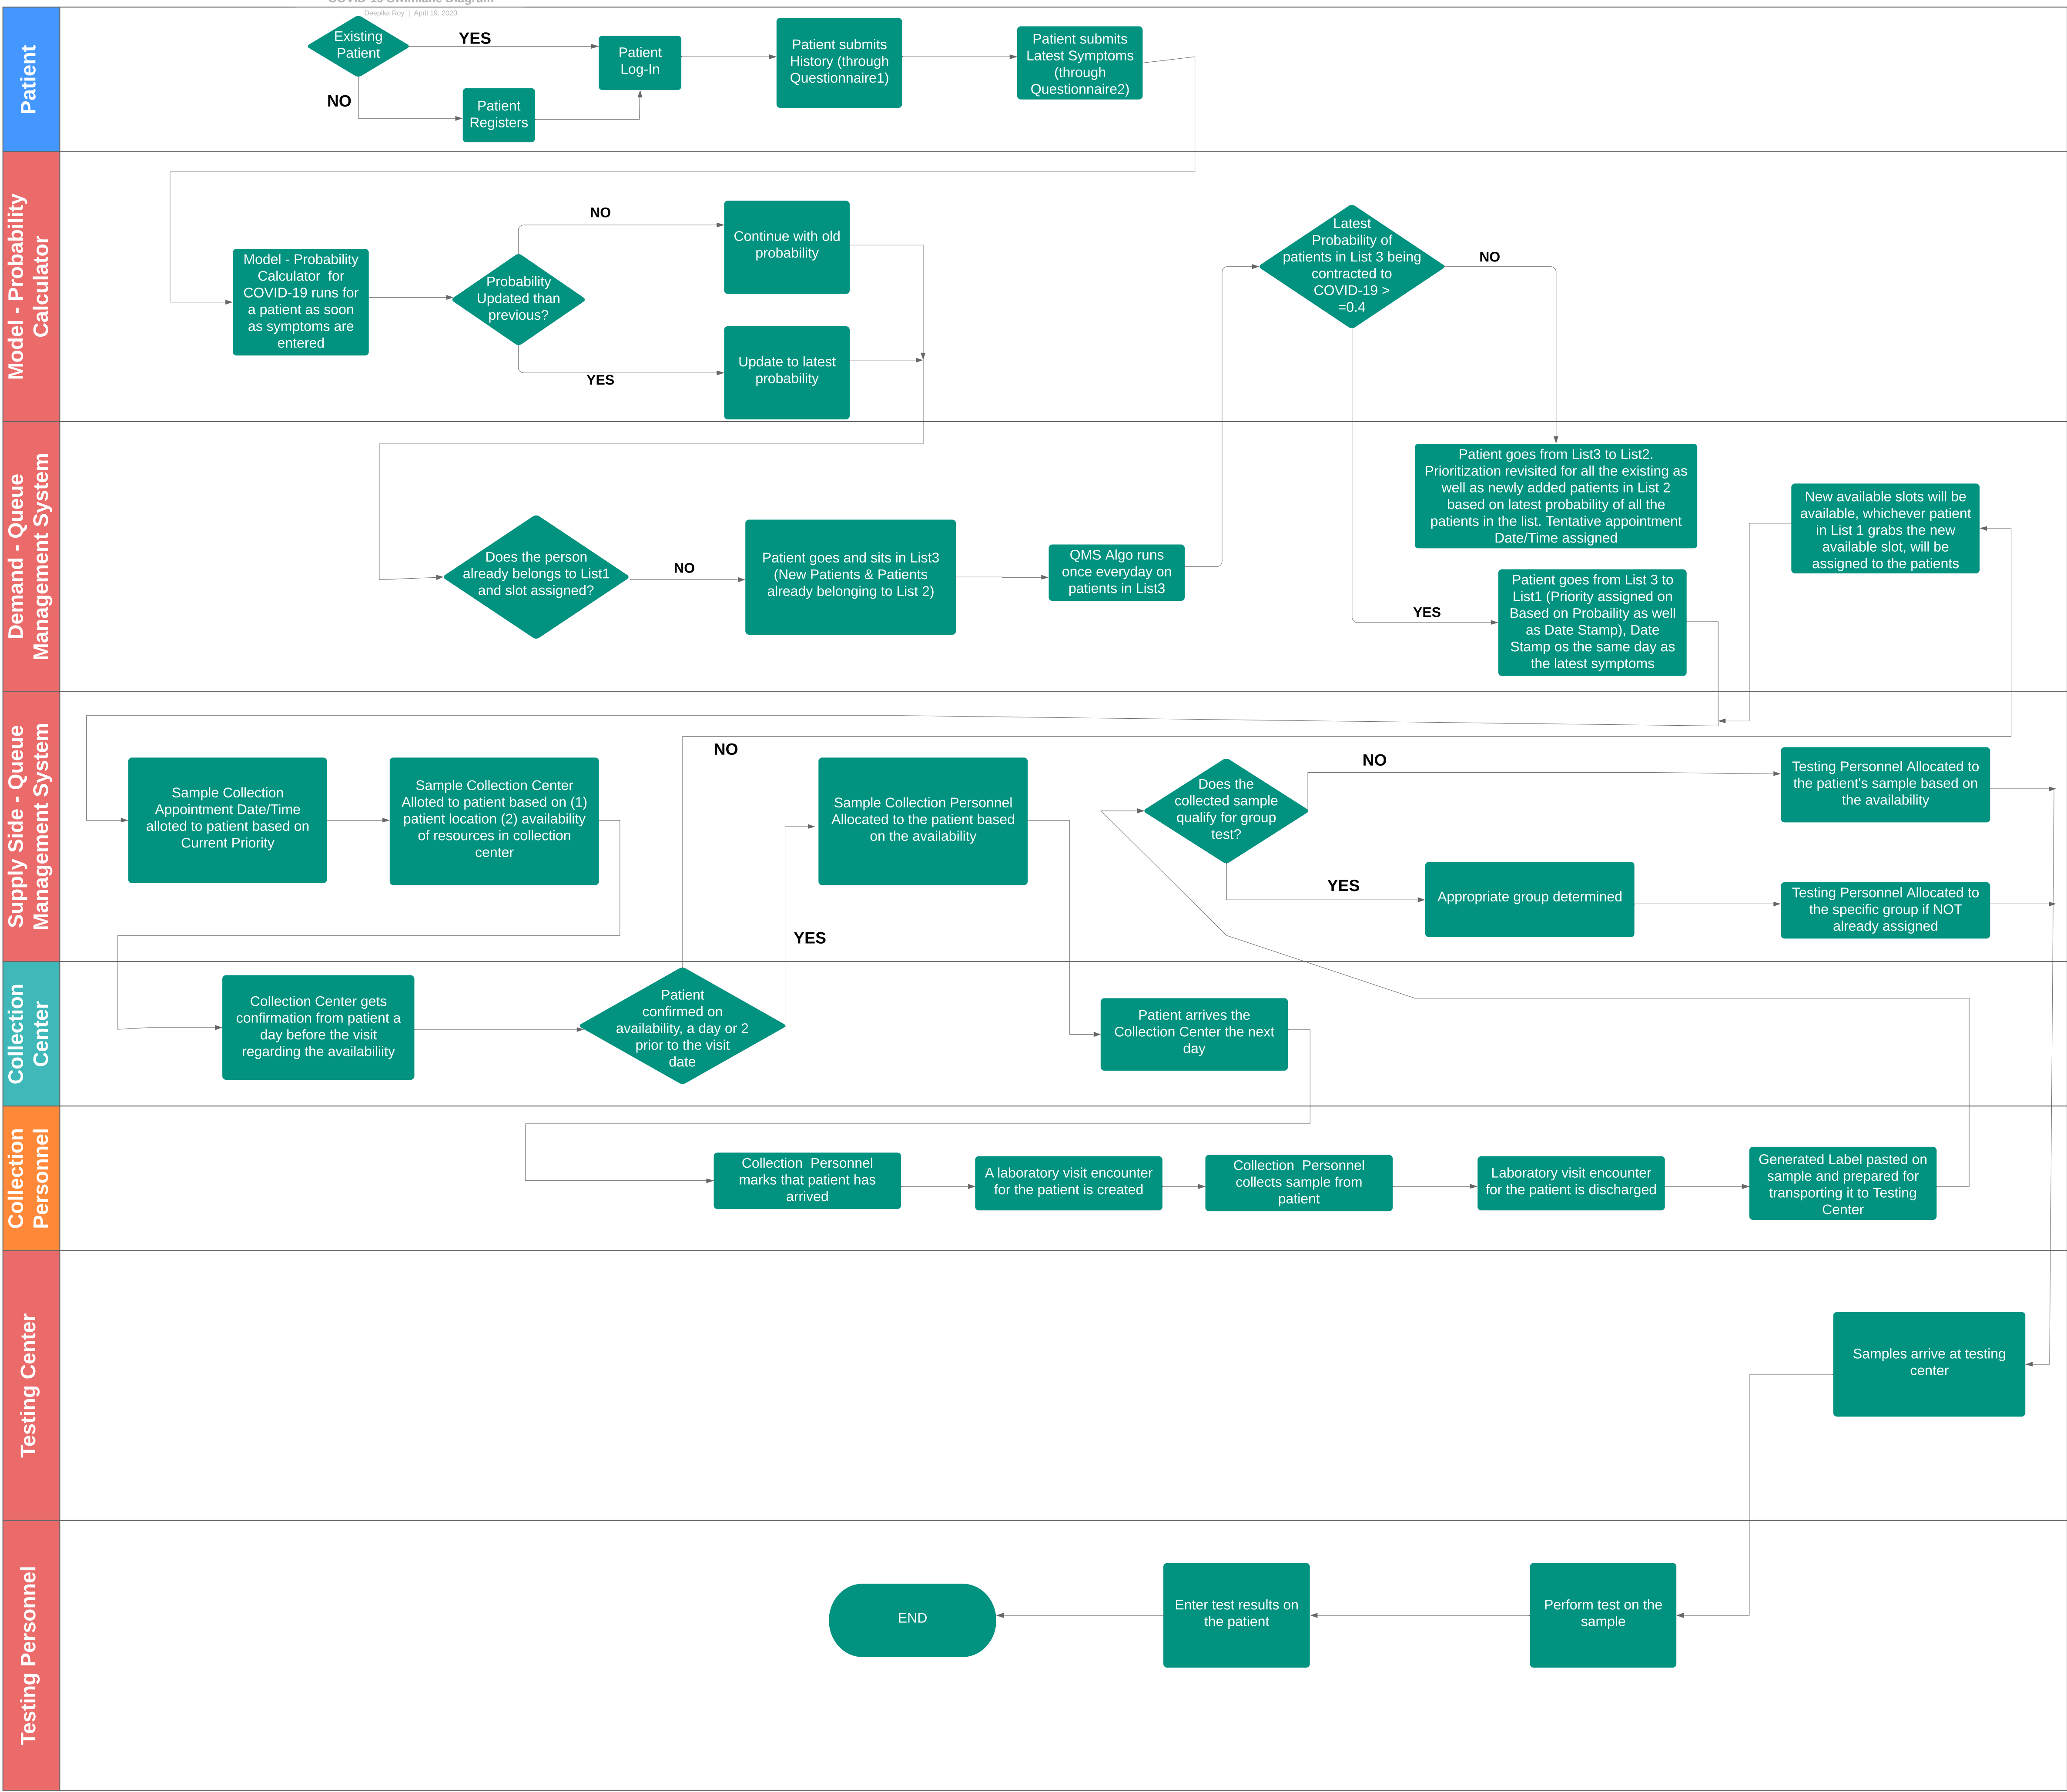 COVID-19 Swimlane Diagram
Deepika Roy | April 19, 2020
Patient
Existing
Patient
YES
NO
Patient
Registers
Patient
Log-In
Patient submits
History (through
Questionnaire1)
Patient submits
Latest Symptoms
(through
Questionnaire2)
Model - Probability
Calculator
Model - Probability
Calculator for
COVID-19 runs for
a patient as soon
as symptoms are
entered
Probability
Updated than
previous?
NO
YES
Continue with old
probability
Update to latest
probability
Latest
Probability of
patients in List 3 being
contracted to
COVID-19 >
=0.4
NO
Demand - Queue
Management System
Does the person
already belongs to List1
and slot assigned?
NO
Patient goes and sits in List3
(New Patients & Patients
already belonging to List 2)
QMS Algo runs
once everyday on
patients in List3
Patient goes from List3 to List2.
Prioritization revisited for all the existing as
well as newly added patients in List 2
based on latest probability of all the
patients in the list. Tentative appointment
Date/Time assigned
YES
Patient goes from List 3 to
List1 (Priority assigned on
Based on Probaility as well
as Date Stamp), Date
Stamp os the same day as
the latest symptoms
New available slots will be
available, whichever patient
in List 1 grabs the new
available slot, will be
assigned to the patients
Supply Side - Queue
Management System
Sample Collection
Appointment Date/Time
alloted to patient based on
Current Priority
Sample Collection Center
Alloted to patient based on (1)
patient location (2) availability
of resources in collection
center
NO
YES
Sample Collection Personnel
Allocated to the patient based
on the availability
Does the
collected sample
qualify for group
test?
NO
YES
Testing Personnel Allocated to
the patient's sample based on
the availability
Appropriate group determined
Testing Personnel Allocated to
the specific group if NOT
already assigned
Collection
Center
Collection Center gets
confirmation from patient a
day before the visit
regarding the availabiliity
Patient
confirmed on
availability, a day or 2
prior to the visit
date
Patient arrives the
Collection Center the next
day
Collection
Personnel
Collection Personnel
marks that patient has
arrived
A laboratory visit encounter
for the patient is created
Collection Personnel
collects sample from
patient
Laboratory visit encounter
for the patient is discharged
Generated Label pasted on
sample and prepared for
transporting it to Testing
Center
Testing Center
Samples arrive at testing
center
Testing Personnel
END
Enter test results on
the patient
Perform test on the
sample